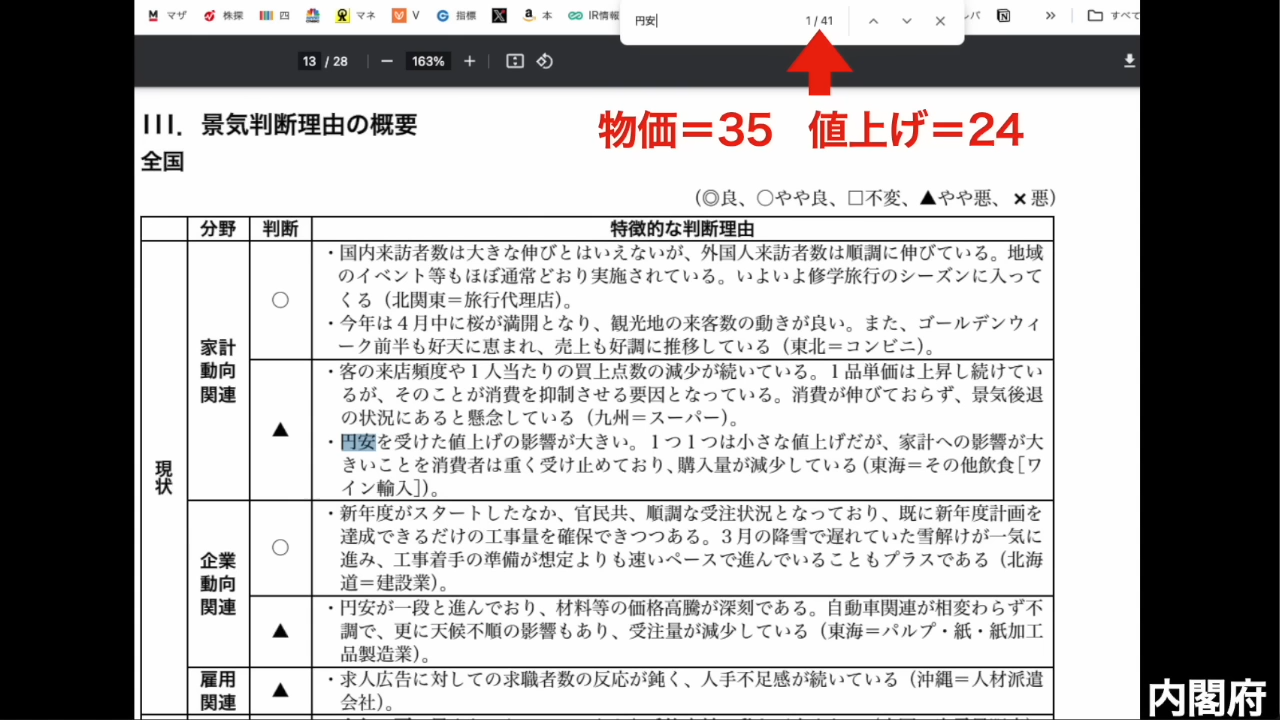 M マザ 株探 四 マネ V 指標 X 本 IR情報 すべて
円安 1/41
13 / 28 163%
物価＝35 値上げ＝24
III. 景気判断理由の概要
全国
（◎良、○やや良、□不変、▲やや悪、×悪）
分野 判断 特徴的な判断理由
現状
家計動向関連
○
・国内来訪者数は大きな伸びとはいえないが、外国人来訪者数は順調に伸びている。地域
のイベント等もほぼ通常どおり実施されている。いよいよ修学旅行のシーズンに入って
くる（北関東＝旅行代理店）。
・今年は４月中に桜が満開となり、観光地の来客数の動きが良い。また、ゴールデンウィ
ーク前半も好天に恵まれ、売上も好調に推移している（東北＝コンビニ）。
▲
・客の来店頻度や１人当たりの買上点数の減少が続いている。１品単価は上昇し続けてい
るが、そのことが消費を抑制させる要因となっている。消費が伸びておらず、景気後退
の状況にあると懸念している（九州＝スーパー）。
・円安を受けた値上げの影響が大きい。１つ１つは小さな値上げだが、家計への影響が大
きいことを消費者は重く受け止めており、購入量が減少している（東海＝その他飲食［ワ
イン輸入］）。
企業動向関連
○
・新年度がスタートしたなか、官民共、順調な受注状況となっており、既に新年度計画を
達成できるだけの工事量を確保できつつある。３月の降雪で遅れていた雪解けが一気に
進み、工事着手の準備が想定よりも速いペースで進んでいることもプラスである（北海
道＝建設業）。
▲
・円安が一段と進んでおり、材料等の価格高騰が深刻である。自動車関連が相変わらず不
調で、更に天候不順の影響もあり、受注量が減少している（東海＝パルプ・紙・紙加工
品製造業）。
雇用関連
▲
・求人広告に対しての求職者数の反応が鈍く、人手不足感が続いている（沖縄＝人材派遣
会社）。
内閣府